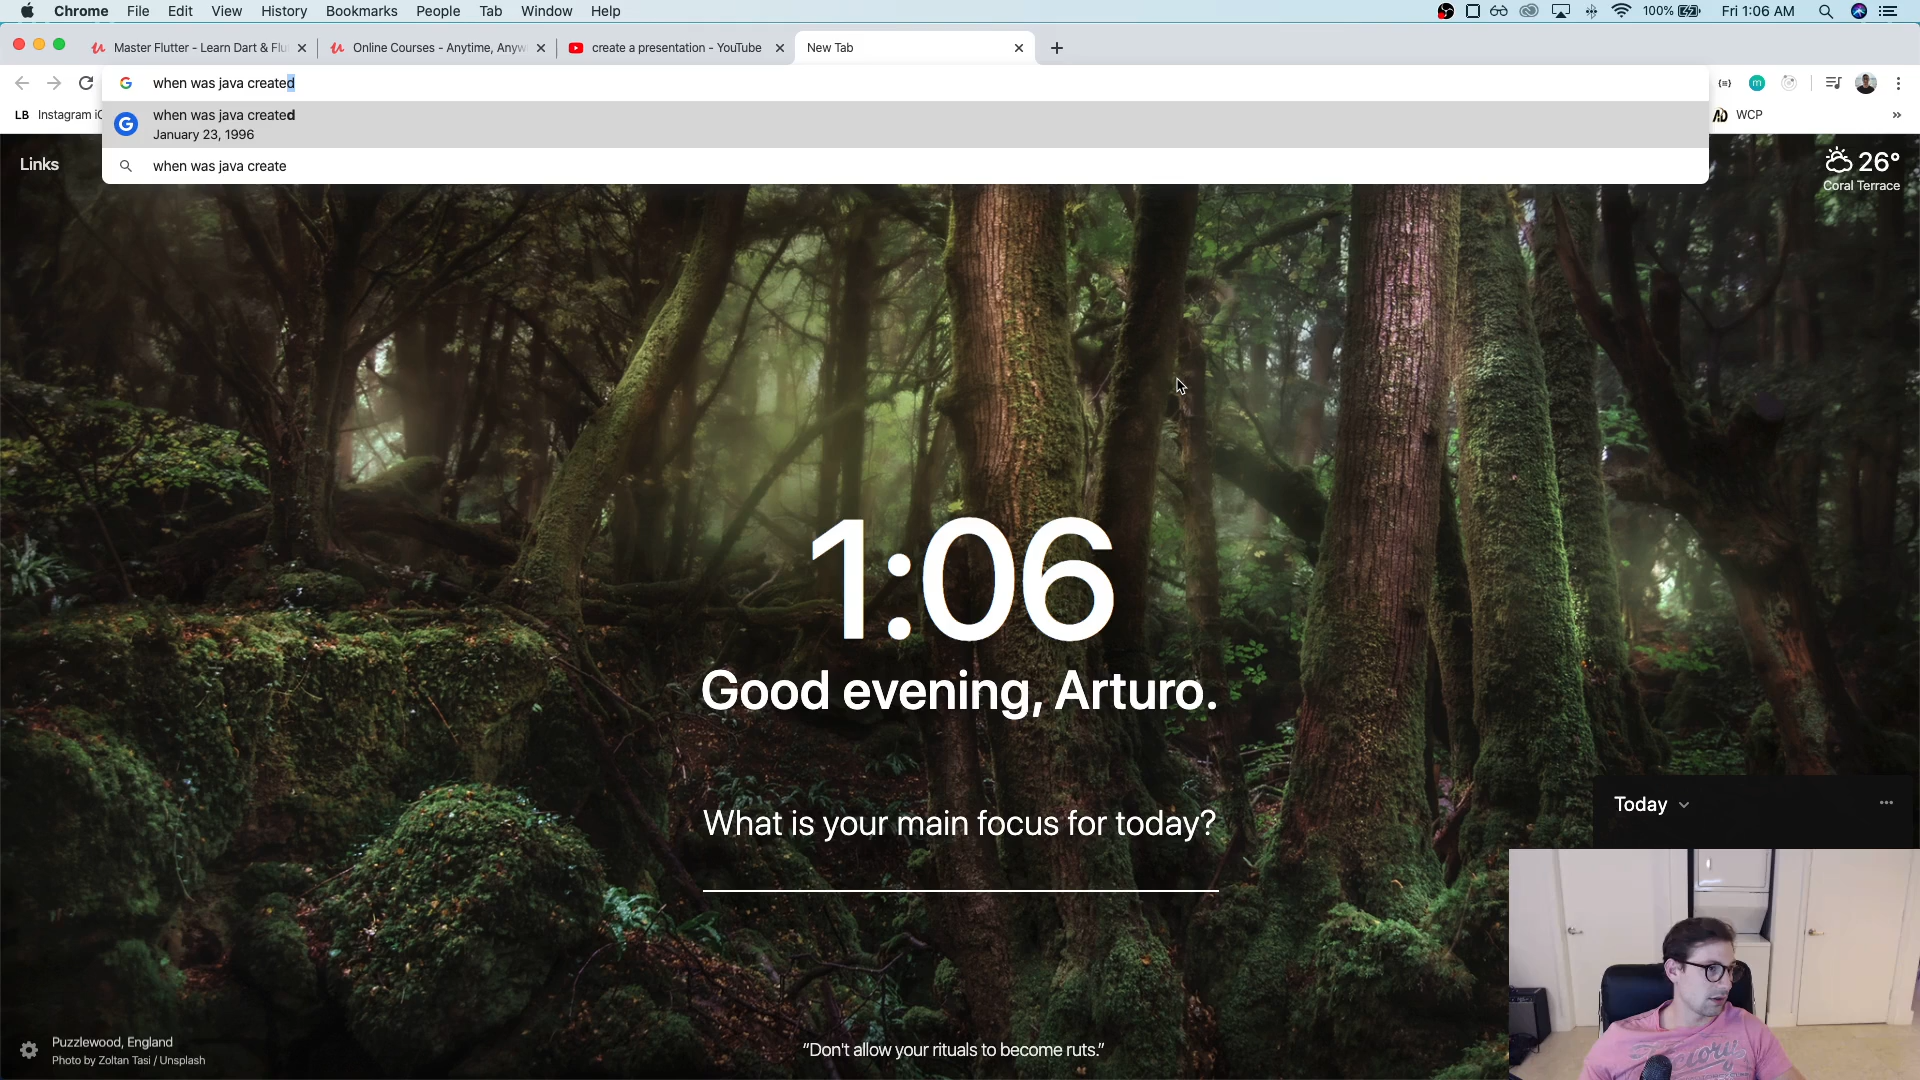 Chrome File Edit View History Bookmarks People Tab Window Help
100% Fri 1:06 AM
Master Flutter - Learn Dart & Flu
Online Courses - Anytime, Anyw
create a presentation - YouTube
New Tab
when was java created
m
LB Instagram iC
WCP
when was java created
January 23, 1996
when was java create
Links
26°
Coral Terrace
1:06
Good evening, Arturo.
What is your main focus for today?
Today
Puzzlewood, England
Photo by Zoltan Tasi / Unsplash
"Don't allow your rituals to become ruts."